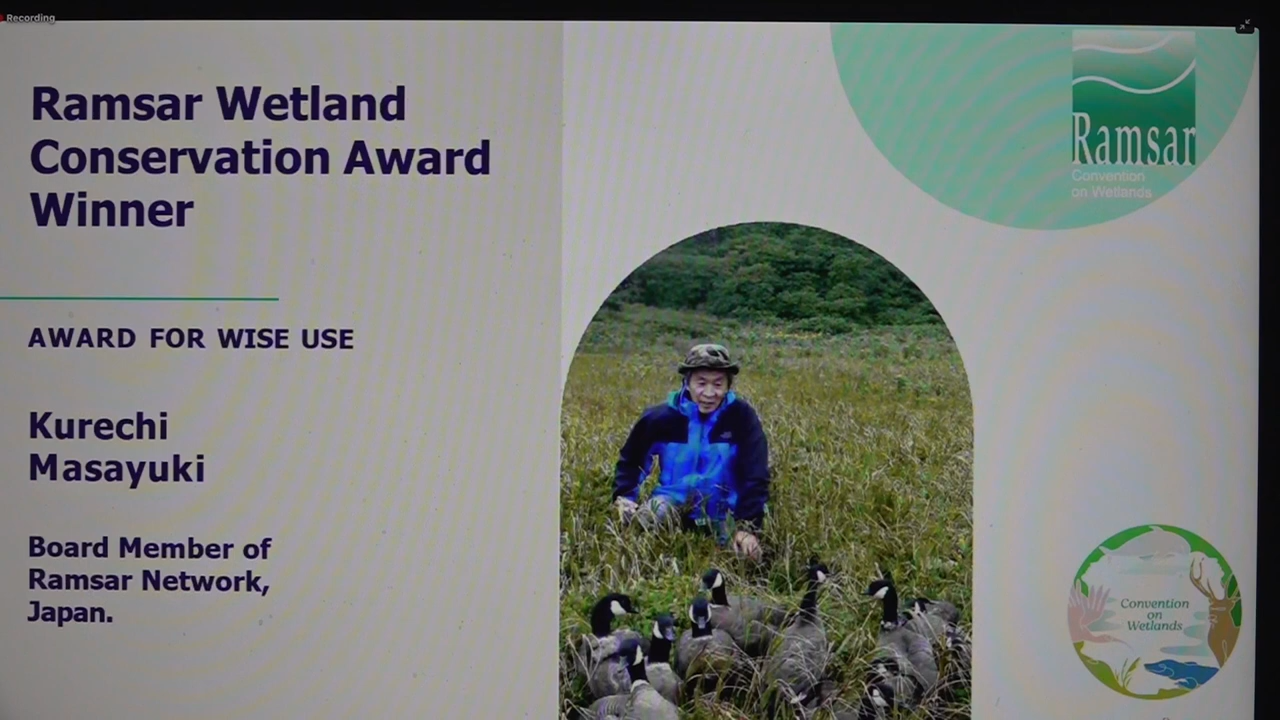 Recording
Ramsar Wetland
Conservation Award
Winner
AWARD FOR WISE USE
Kurechi
Masayuki
Board Member of
Ramsar Network,
Japan.
Ramsar
Convention
on Wetlands
Convention
on
Wetlands